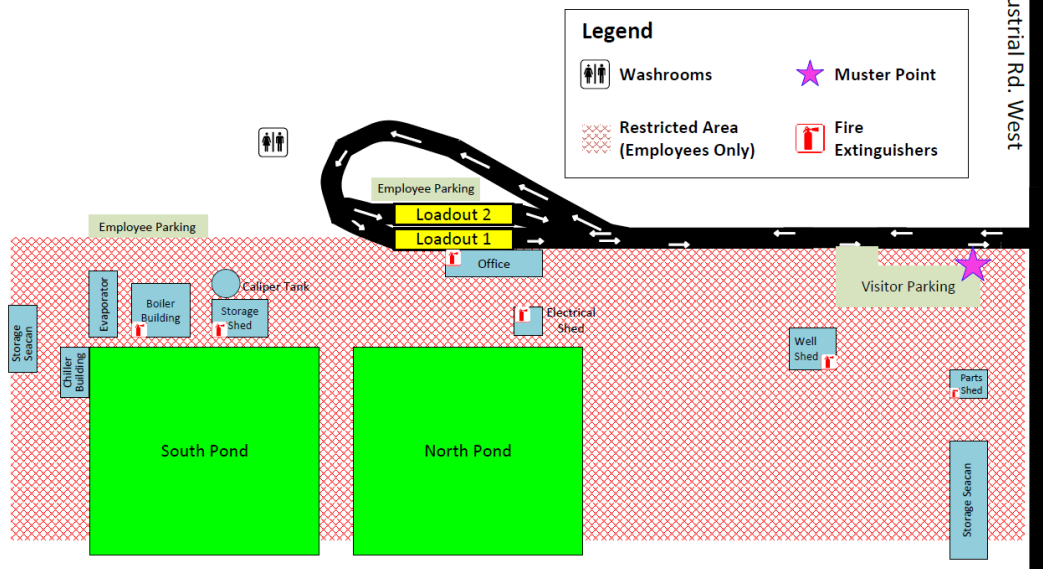 Legend
Washrooms
Muster Point
Restricted Area
(Employees Only)
Fire
Extinguishers
ustrial Rd. West
Employee Parking
Loadout 2
Loadout 1
Office
Employee Parking
Visitor Parking
Evaporator
Boiler
Building
Caliper Tank
Storage
Shed
Electrical
Shed
Storage
Seacan
Chiller
Building
Well
Shed
Parts
Shed
South Pond
North Pond
Storage Seacan